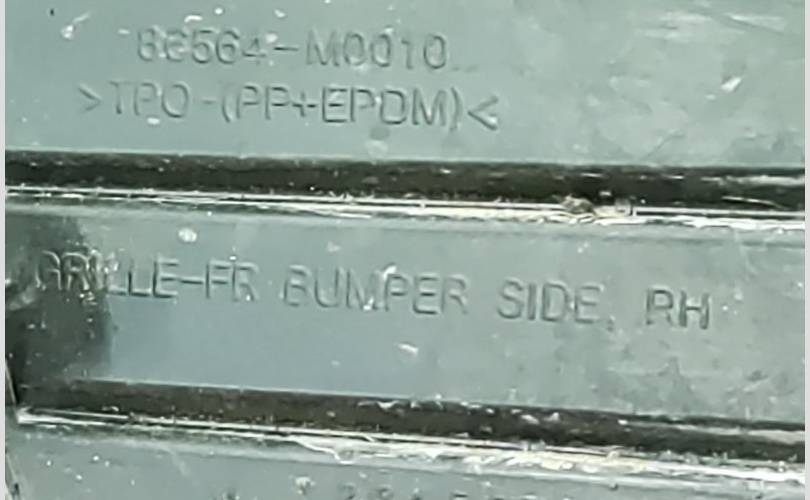 86564-M0010
>TPO-(PP+EPDM)<
GRILLE-FR BUMPER SIDE, RH